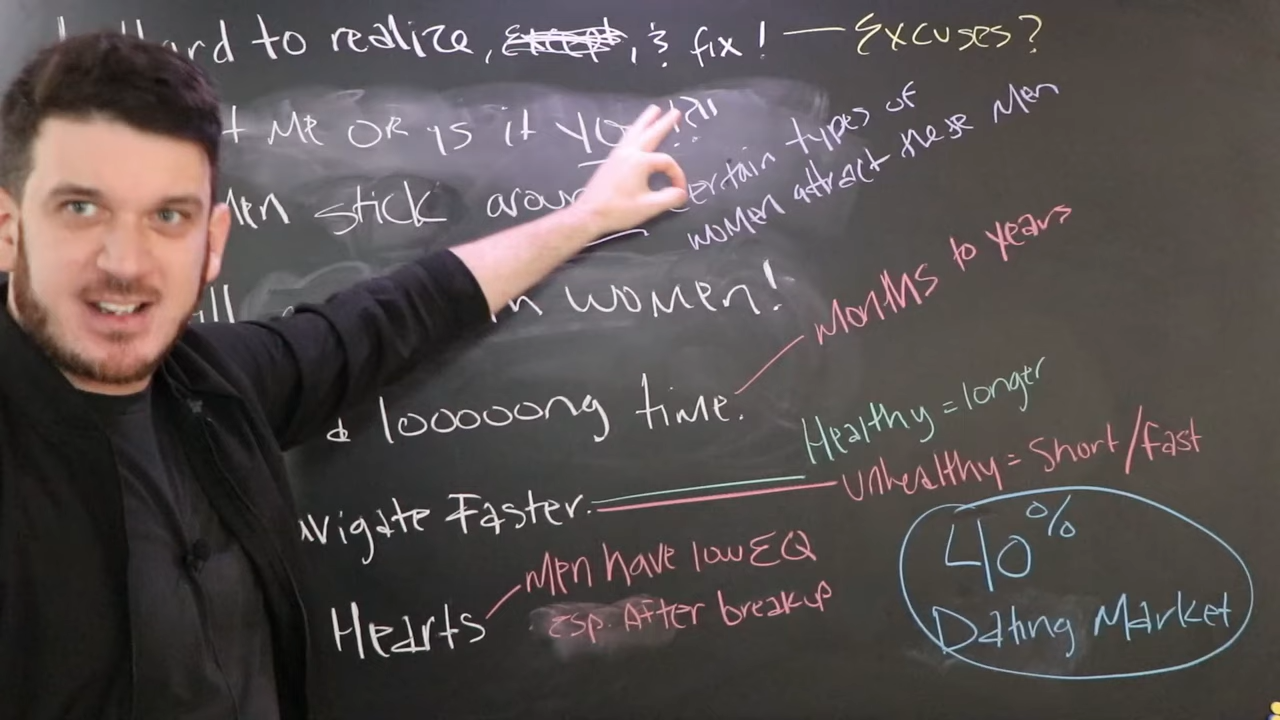 Hard to realize, , & fix! — Excuses?
Me or is it you?!?"
Men stick around
certain types of
women attract these Men
women!
Months to years
a looooong time.
Healthy = longer
Navigate Faster.
Unhealthy = Short/fast
Hearts
Men have low EQ
esp. After breakup
40%
Dating Market